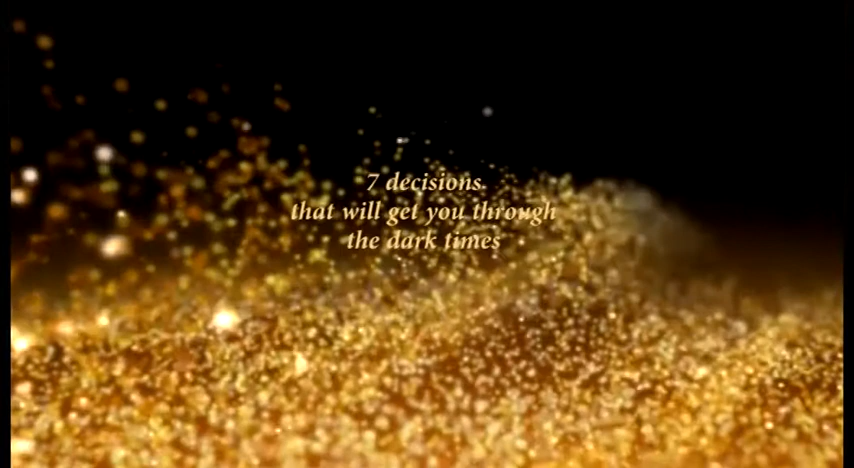 7 decisions
that will get you through
the dark times